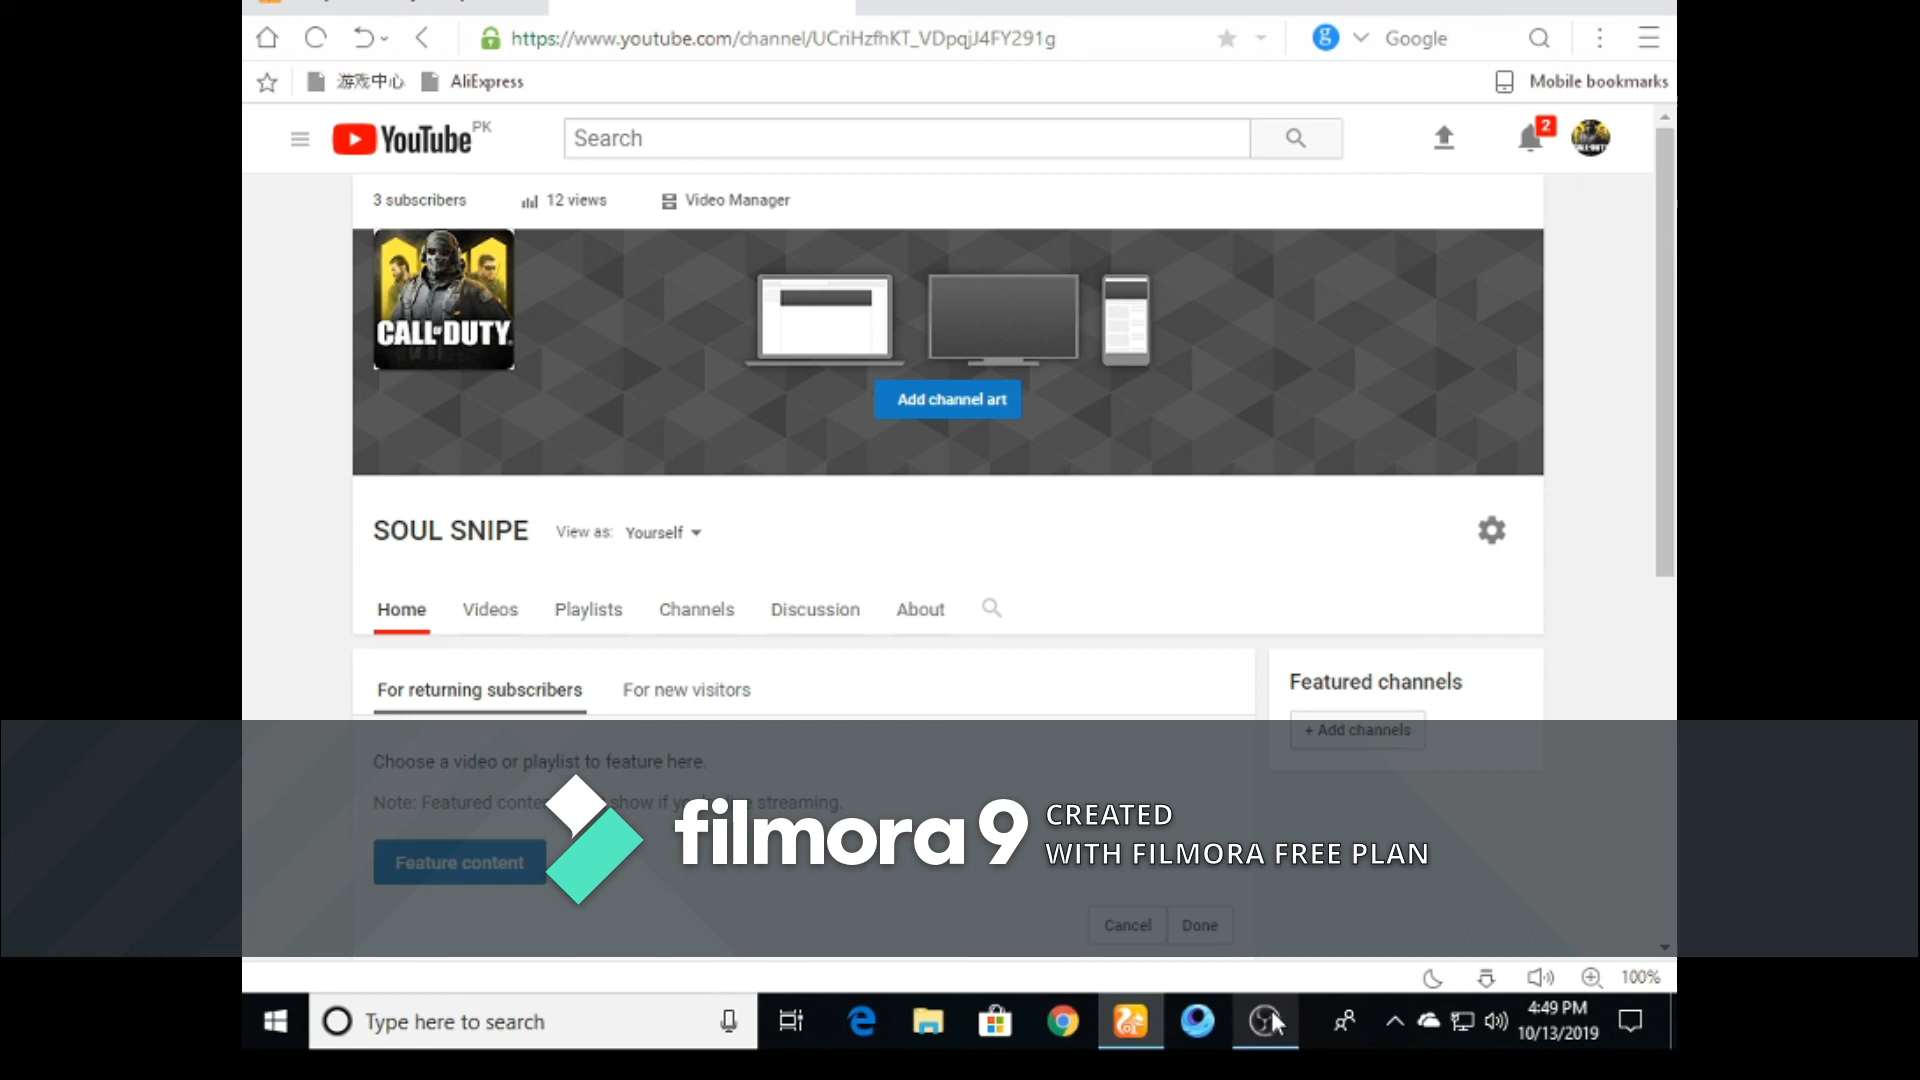 https://www.youtube.com/channel/UCriHzfhKT_VDpqjJ4FY291g
Google
游戏中心
AliExpress
Mobile bookmarks
YouTube PK
Search
2
3 subscribers
12 views
Video Manager
CALL OF DUTY
Add channel art
SOUL SNIPE
View as: Yourself
Home
Videos
Playlists
Channels
Discussion
About
For returning subscribers
For new visitors
Featured channels
+ Add channels
Choose a video or playlist to feature here.
Note: Featured show if streaming.
Feature content
filmora 9
CREATED
WITH FILMORA FREE PLAN
Cancel
Done
100%
Type here to search
4:49 PM
10/13/2019